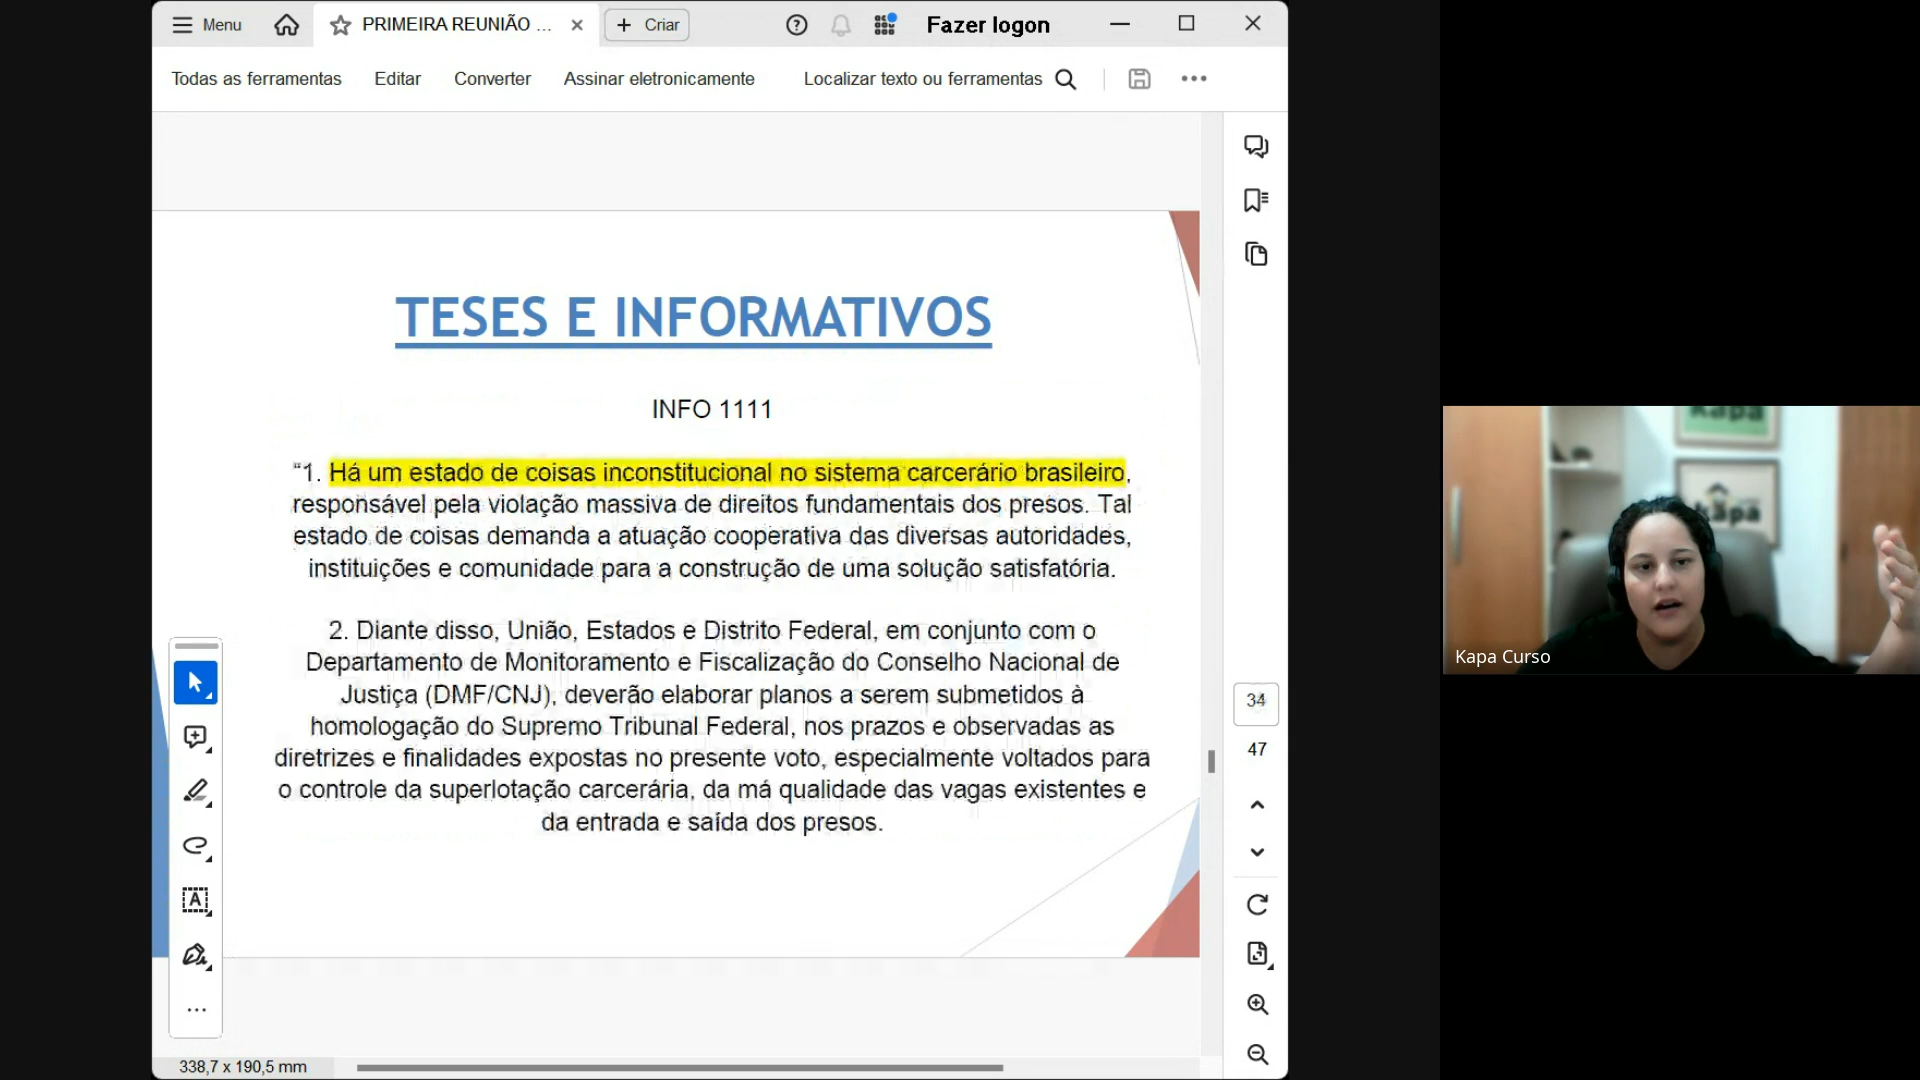 Menu
PRIMEIRA REUNIÃO ...
Criar
Fazer logon
Todas as ferramentas
Editar
Converter
Assinar eletronicamente
Localizar texto ou ferramentas
TESES E INFORMATIVOS
INFO 1111
“1. Há um estado de coisas inconstitucional no sistema carcerário brasileiro,
responsável pela violação massiva de direitos fundamentais dos presos. Tal
estado de coisas demanda a atuação cooperativa das diversas autoridades,
instituições e comunidade para a construção de uma solução satisfatória.
2. Diante disso, União, Estados e Distrito Federal, em conjunto com o
Departamento de Monitoramento e Fiscalização do Conselho Nacional de
Justiça (DMF/CNJ), deverão elaborar planos a serem submetidos à
homologação do Supremo Tribunal Federal, nos prazos e observadas as
diretrizes e finalidades expostas no presente voto, especialmente voltados para
o controle da superlotação carcerária, da má qualidade das vagas existentes e
da entrada e saída dos presos.
34
47
338,7 x 190,5 mm
kapa
kapa
Kapa Curso